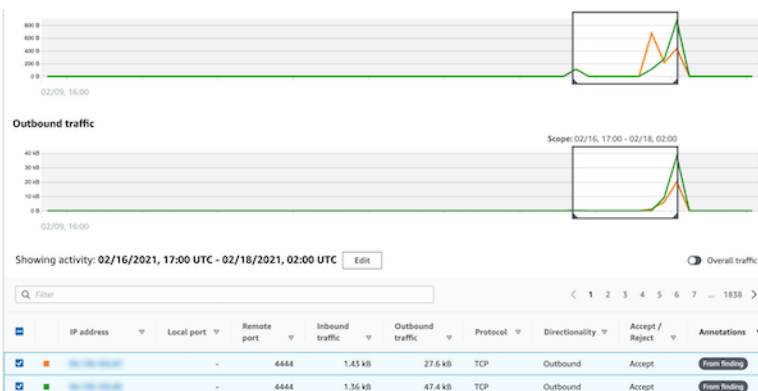 800 B
600 B
400 B
200 B
0 B
02/09, 16:00
Outbound traffic
Scope: 02/16, 17:00 - 02/18, 02:00
40 kB
30 kB
20 kB
10 kB
0 B
02/09, 16:00
Showing activity: 02/16/2021, 17:00 UTC - 02/18/2021, 02:00 UTC Edit Overall traffic
Filter < 1 2 3 4 5 6 7 ... 1838 >
IP address Local port Remote port Inbound traffic Outbound traffic Protocol Directionality Accept / Reject Annotations
- 4444 1.43 kB 27.6 kB TCP Outbound Accept From finding
- 4444 1.36 kB 47.4 kB TCP Outbound Accept From finding